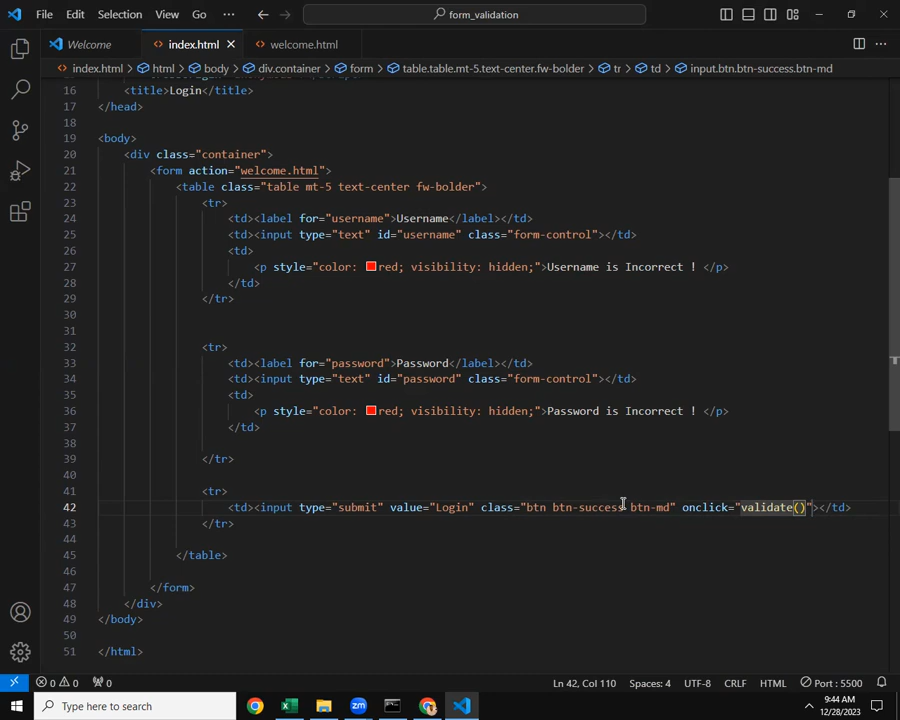 File Edit Selection View Go ··· form_validation
Welcome index.html welcome.html
index.html > html > body > div.container > form > table.table.mt-5.text-center.fw-bolder > tr > td > input.btn.btn-success.btn-md
16 <title>Login</title>
17 </head>
18
19 <body>
20 <div class="container">
21 <form action="welcome.html">
22 <table class="table mt-5 text-center fw-bolder">
23 <tr>
24 <td><label for="username">Username</label></td>
25 <td><input type="text" id="username" class="form-control"></td>
26 <td>
27 <p style="color: red; visibility: hidden;">Username is Incorrect ! </p>
28 </td>
29 </tr>
30
31
32 <tr>
33 <td><label for="password">Password</label></td>
34 <td><input type="text" id="password" class="form-control"></td>
35 <td>
36 <p style="color: red; visibility: hidden;">Password is Incorrect ! </p>
37 </td>
38
39 </tr>
40
41 <tr>
42 <td><input type="submit" value="Login" class="btn btn-success btn-md" onclick="validate()"></td>
43 </tr>
44
45 </table>
46
47 </form>
48 </div>
49 </body>
50
51 </html>
0 0 0 Ln 42, Col 110 Spaces: 4 UTF-8 CRLF HTML Port : 5500
Type here to search zm 9:44 AM
12/28/2023